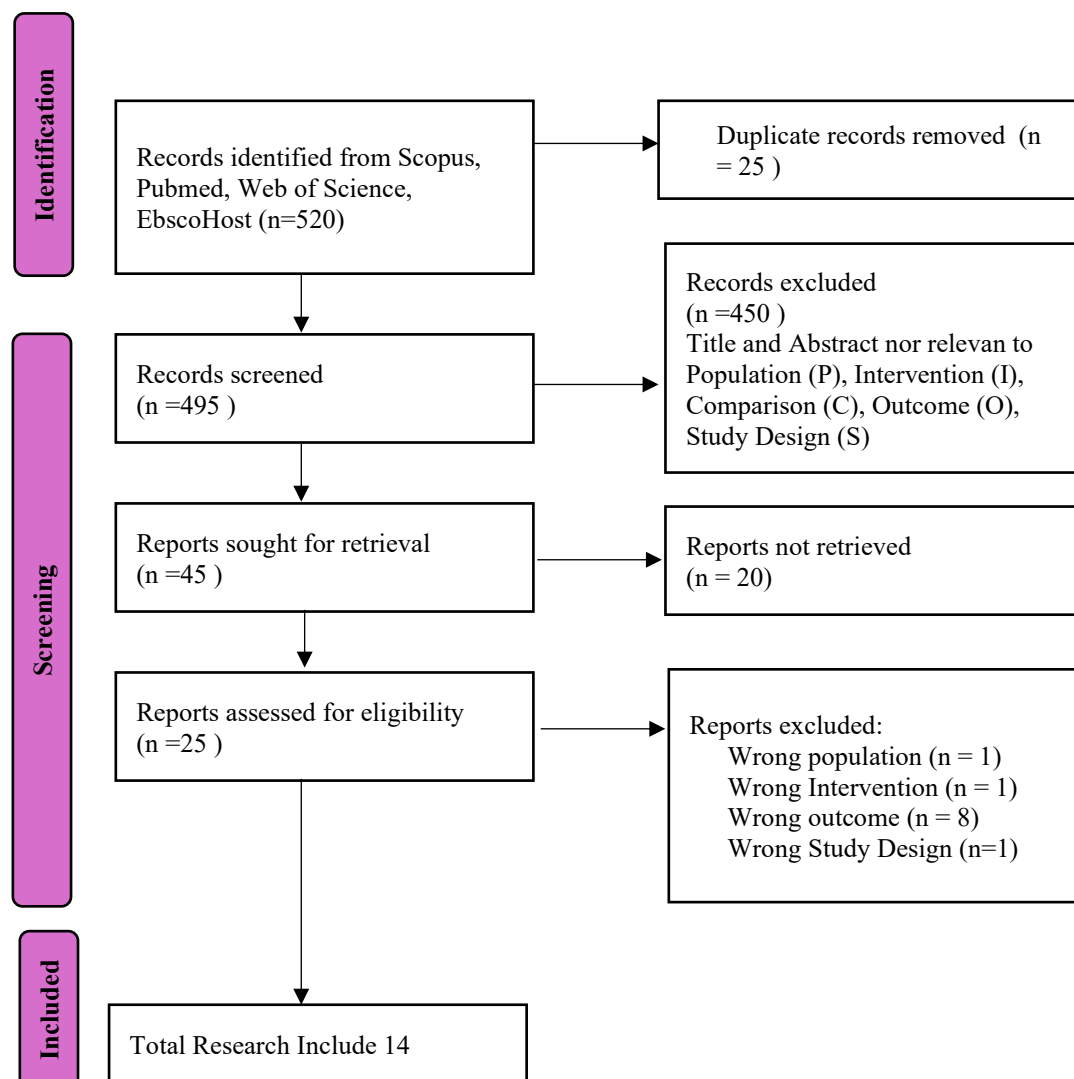 Identification
Records identified from Scopus,
Pubmed, Web of Science,
EbscoHost (n=520)
Duplicate records removed (n
= 25 )
Screening
Records screened
(n =495 )
Records excluded
(n =450 )
Title and Abstract nor relevan to
Population (P), Intervention (I),
Comparison (C), Outcome (O),
Study Design (S)
Reports sought for retrieval
(n =45 )
Reports not retrieved
(n = 20)
Reports assessed for eligibility
(n =25 )
Reports excluded:
Wrong population (n = 1)
Wrong Intervention (n = 1)
Wrong outcome (n = 8)
Wrong Study Design (n=1)
Included
Total Research Include 14